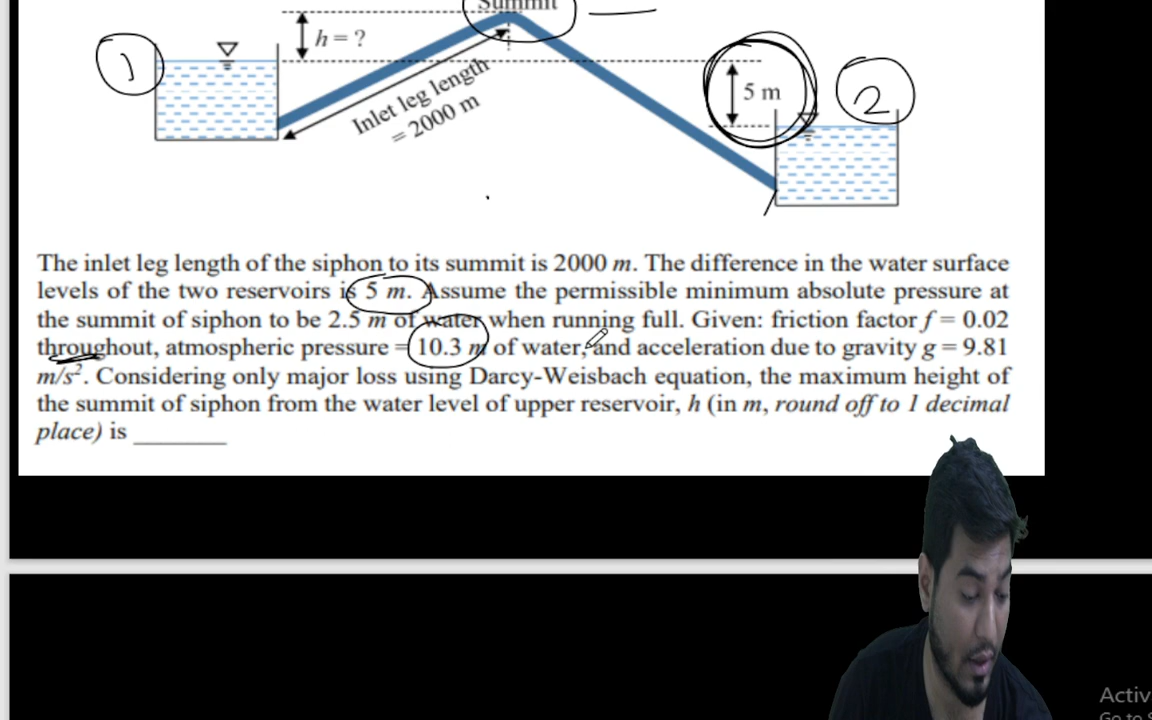 Summit
1
h = ?
Inlet leg length
= 2000 m
5 m
2
The inlet leg length of the siphon to its summit is 2000 m. The difference in the water surface
levels of the two reservoirs is 5 m. Assume the permissible minimum absolute pressure at
the summit of siphon to be 2.5 m of water when running full. Given: friction factor f = 0.02
throughout, atmospheric pressure = 10.3 m of water, and acceleration due to gravity g = 9.81
m/s². Considering only major loss using Darcy-Weisbach equation, the maximum height of
the summit of siphon from the water level of upper reservoir, h (in m, round off to 1 decimal
place) is ________
Activ